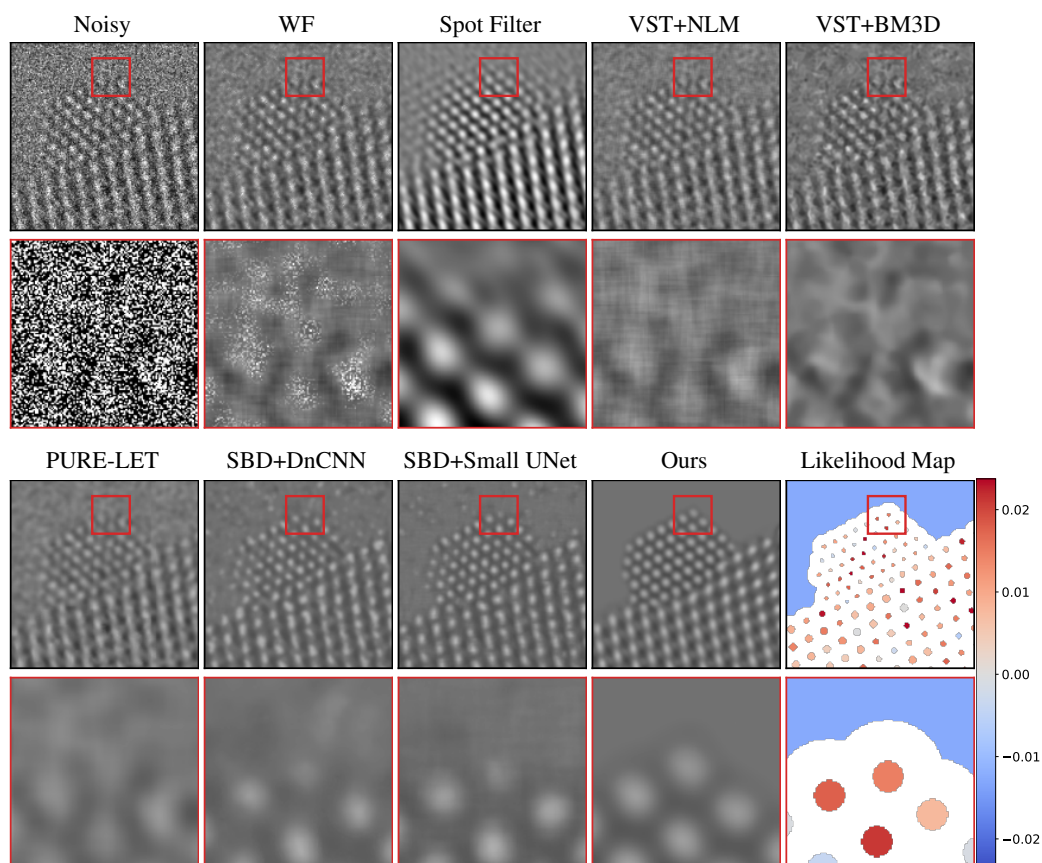 Noisy WF Spot Filter VST+NLM VST+BM3D
PURE-LET SBD+DnCNN SBD+Small UNet Ours Likelihood Map
0.02
0.01
0.00
−0.01
−0.02